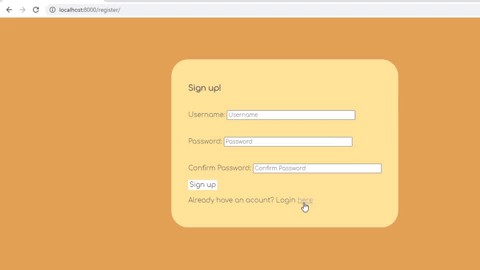 localhost:8000/register/
Sign up!
Username: Username
Password: Password
Confirm Password: Confirm Password
Sign up
Already have an acount? Login here